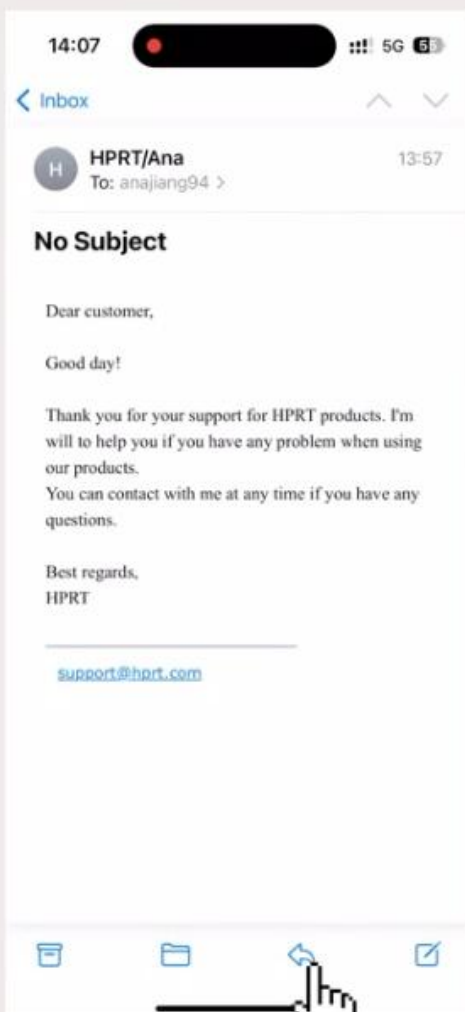 14:07
5G
Inbox
H
HPRT/Ana
13:57
To: anajiang94 >
No Subject
Dear customer,
Good day!
Thank you for your support for HPRT products. I'm
will to help you if you have any problem when using
our products.
You can contact with me at any time if you have any
questions.
Best regards,
HPRT
support@hprt.com